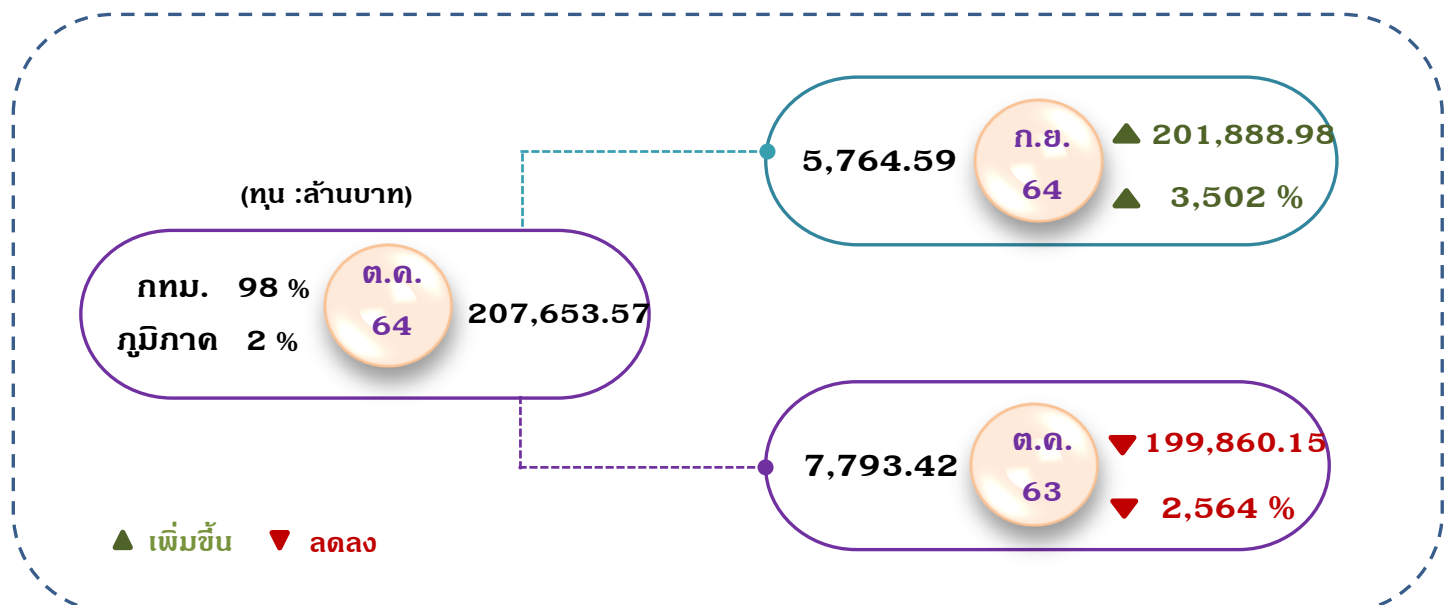 (ทุน :ล้านบาท)
กทม. 98 %
ภูมิภาค 2 %
ต.ค.
64
207,653.57
5,764.59
ก.ย.
64
▲ 201,888.98
▲ 3,502 %
7,793.42
ต.ค.
63
▼ 199,860.15
▼ 2,564 %
▲ เพิ่มขึ้น ▼ ลดลง